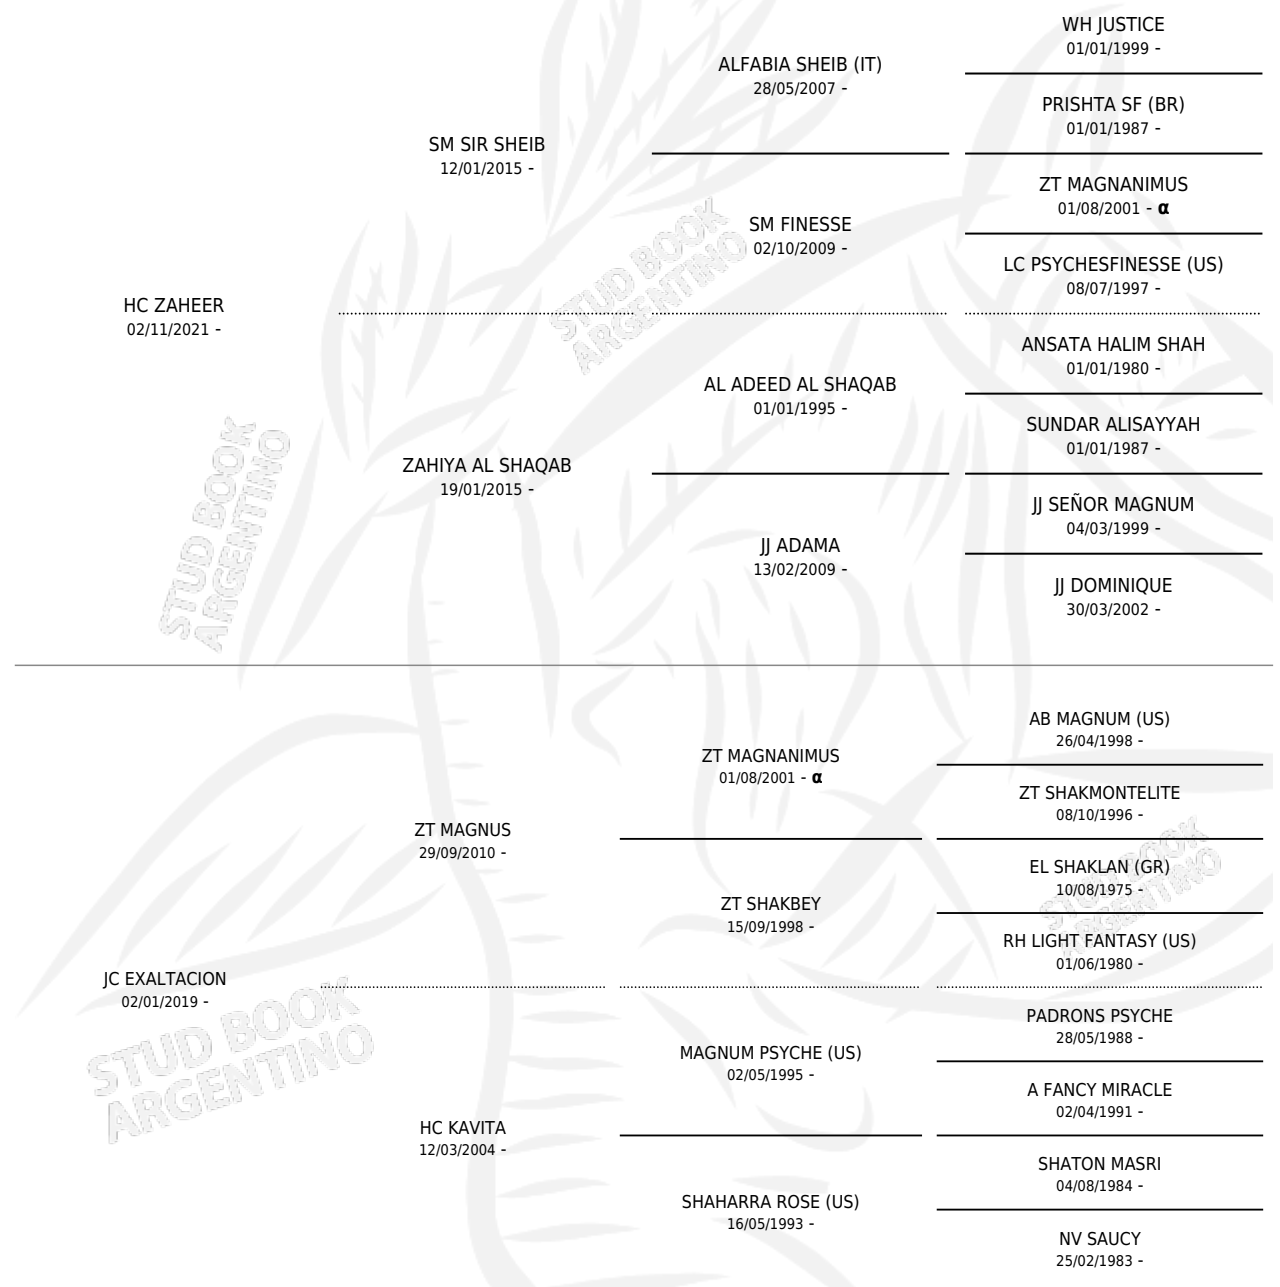 WH JUSTICE
01/01/1999 -
ALFABIA SHEIB (IT)
28/05/2007 -
PRISHTA SF (BR)
01/01/1987 -
SM SIR SHEIB
12/01/2015 -
ZT MAGNANIMUS
01/08/2001 - α
SM FINESSE
02/10/2009 -
LC PSYCHESFINESSE (US)
08/07/1997 -
HC ZAHEER
02/11/2021 -
STUD BOOK
ARGENTINO
ANSATA HALIM SHAH
01/01/1980 -
AL ADEED AL SHAQAB
01/01/1995 -
SUNDAR ALISAYYAH
01/01/1987 -
ZAHIYA AL SHAQAB
19/01/2015 -
JJ SEÑOR MAGNUM
04/03/1999 -
JJ ADAMA
13/02/2009 -
JJ DOMINIQUE
30/03/2002 -
STUD BOOK
ARGENTINO
AB MAGNUM (US)
26/04/1998 -
ZT MAGNANIMUS
01/08/2001 - α
ZT SHAKMONTELITE
08/10/1996 -
ZT MAGNUS
29/09/2010 -
EL SHAKLAN (GR)
10/08/1975 -
STUD BOOK
ARGENTINO
ZT SHAKBEY
15/09/1998 -
RH LIGHT FANTASY (US)
01/06/1980 -
JC EXALTACION
02/01/2019 -
STUD BOOK
ARGENTINO
PADRONS PSYCHE
28/05/1988 -
MAGNUM PSYCHE (US)
02/05/1995 -
A FANCY MIRACLE
02/04/1991 -
HC KAVITA
12/03/2004 -
SHATON MASRI
04/08/1984 -
SHAHARRA ROSE (US)
16/05/1993 -
NV SAUCY
25/02/1983 -